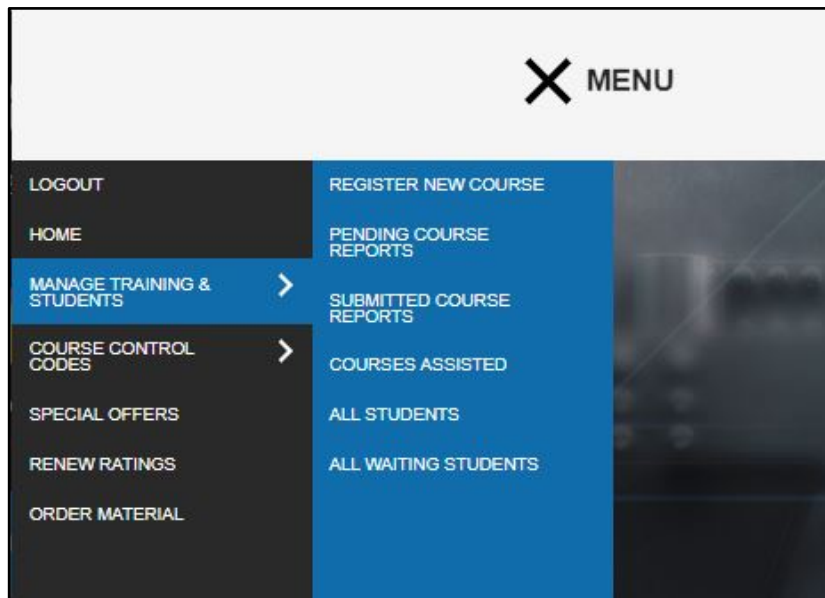 MENU
LOGOUT
HOME
MANAGE TRAINING &
STUDENTS
COURSE CONTROL
CODES
SPECIAL OFFERS
RENEW RATINGS
ORDER MATERIAL
REGISTER NEW COURSE
PENDING COURSE
REPORTS
SUBMITTED COURSE
REPORTS
COURSES ASSISTED
ALL STUDENTS
ALL WAITING STUDENTS